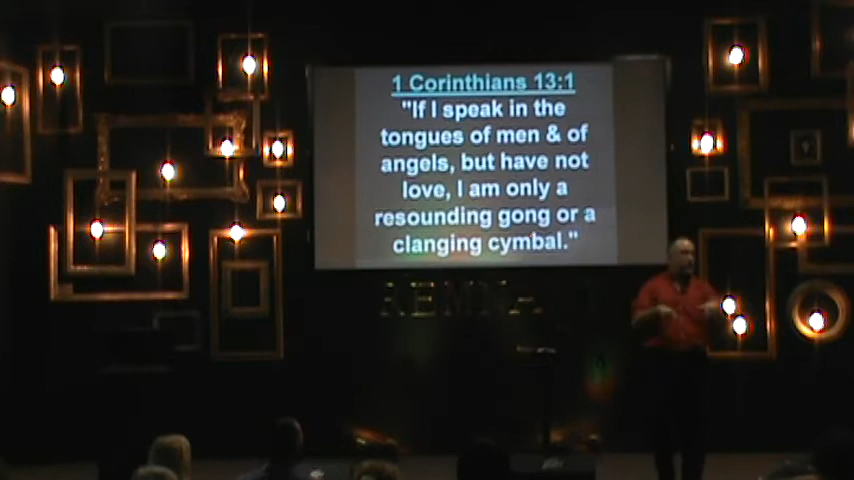 1 Corinthians 13:1
"If I speak in the
tongues of men & of
angels, but have not
love, I am only a
resounding gong or a
clanging cymbal."